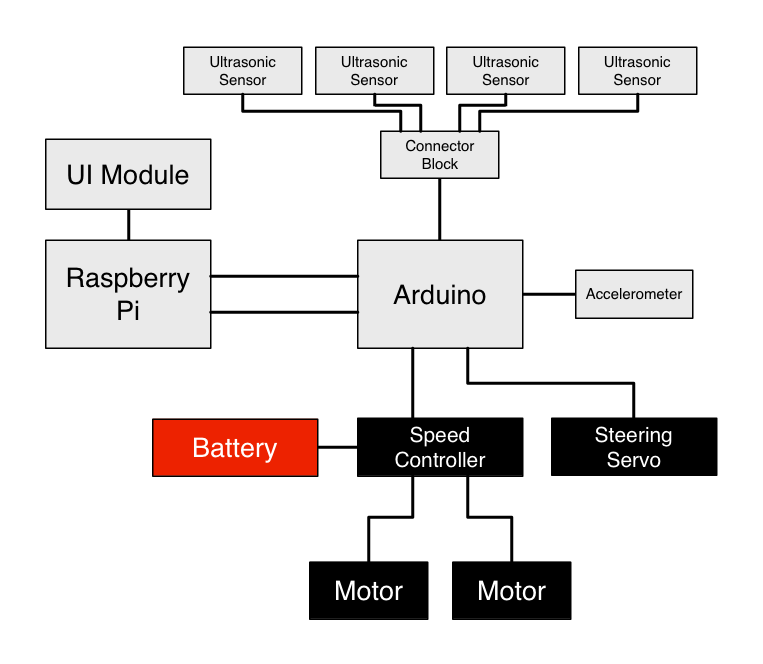 Ultrasonic
Sensor
Ultrasonic
Sensor
Ultrasonic
Sensor
Ultrasonic
Sensor
Connector
Block
UI Module
Raspberry
Pi
Arduino
Accelerometer
Battery
Speed
Controller
Steering
Servo
Motor
Motor